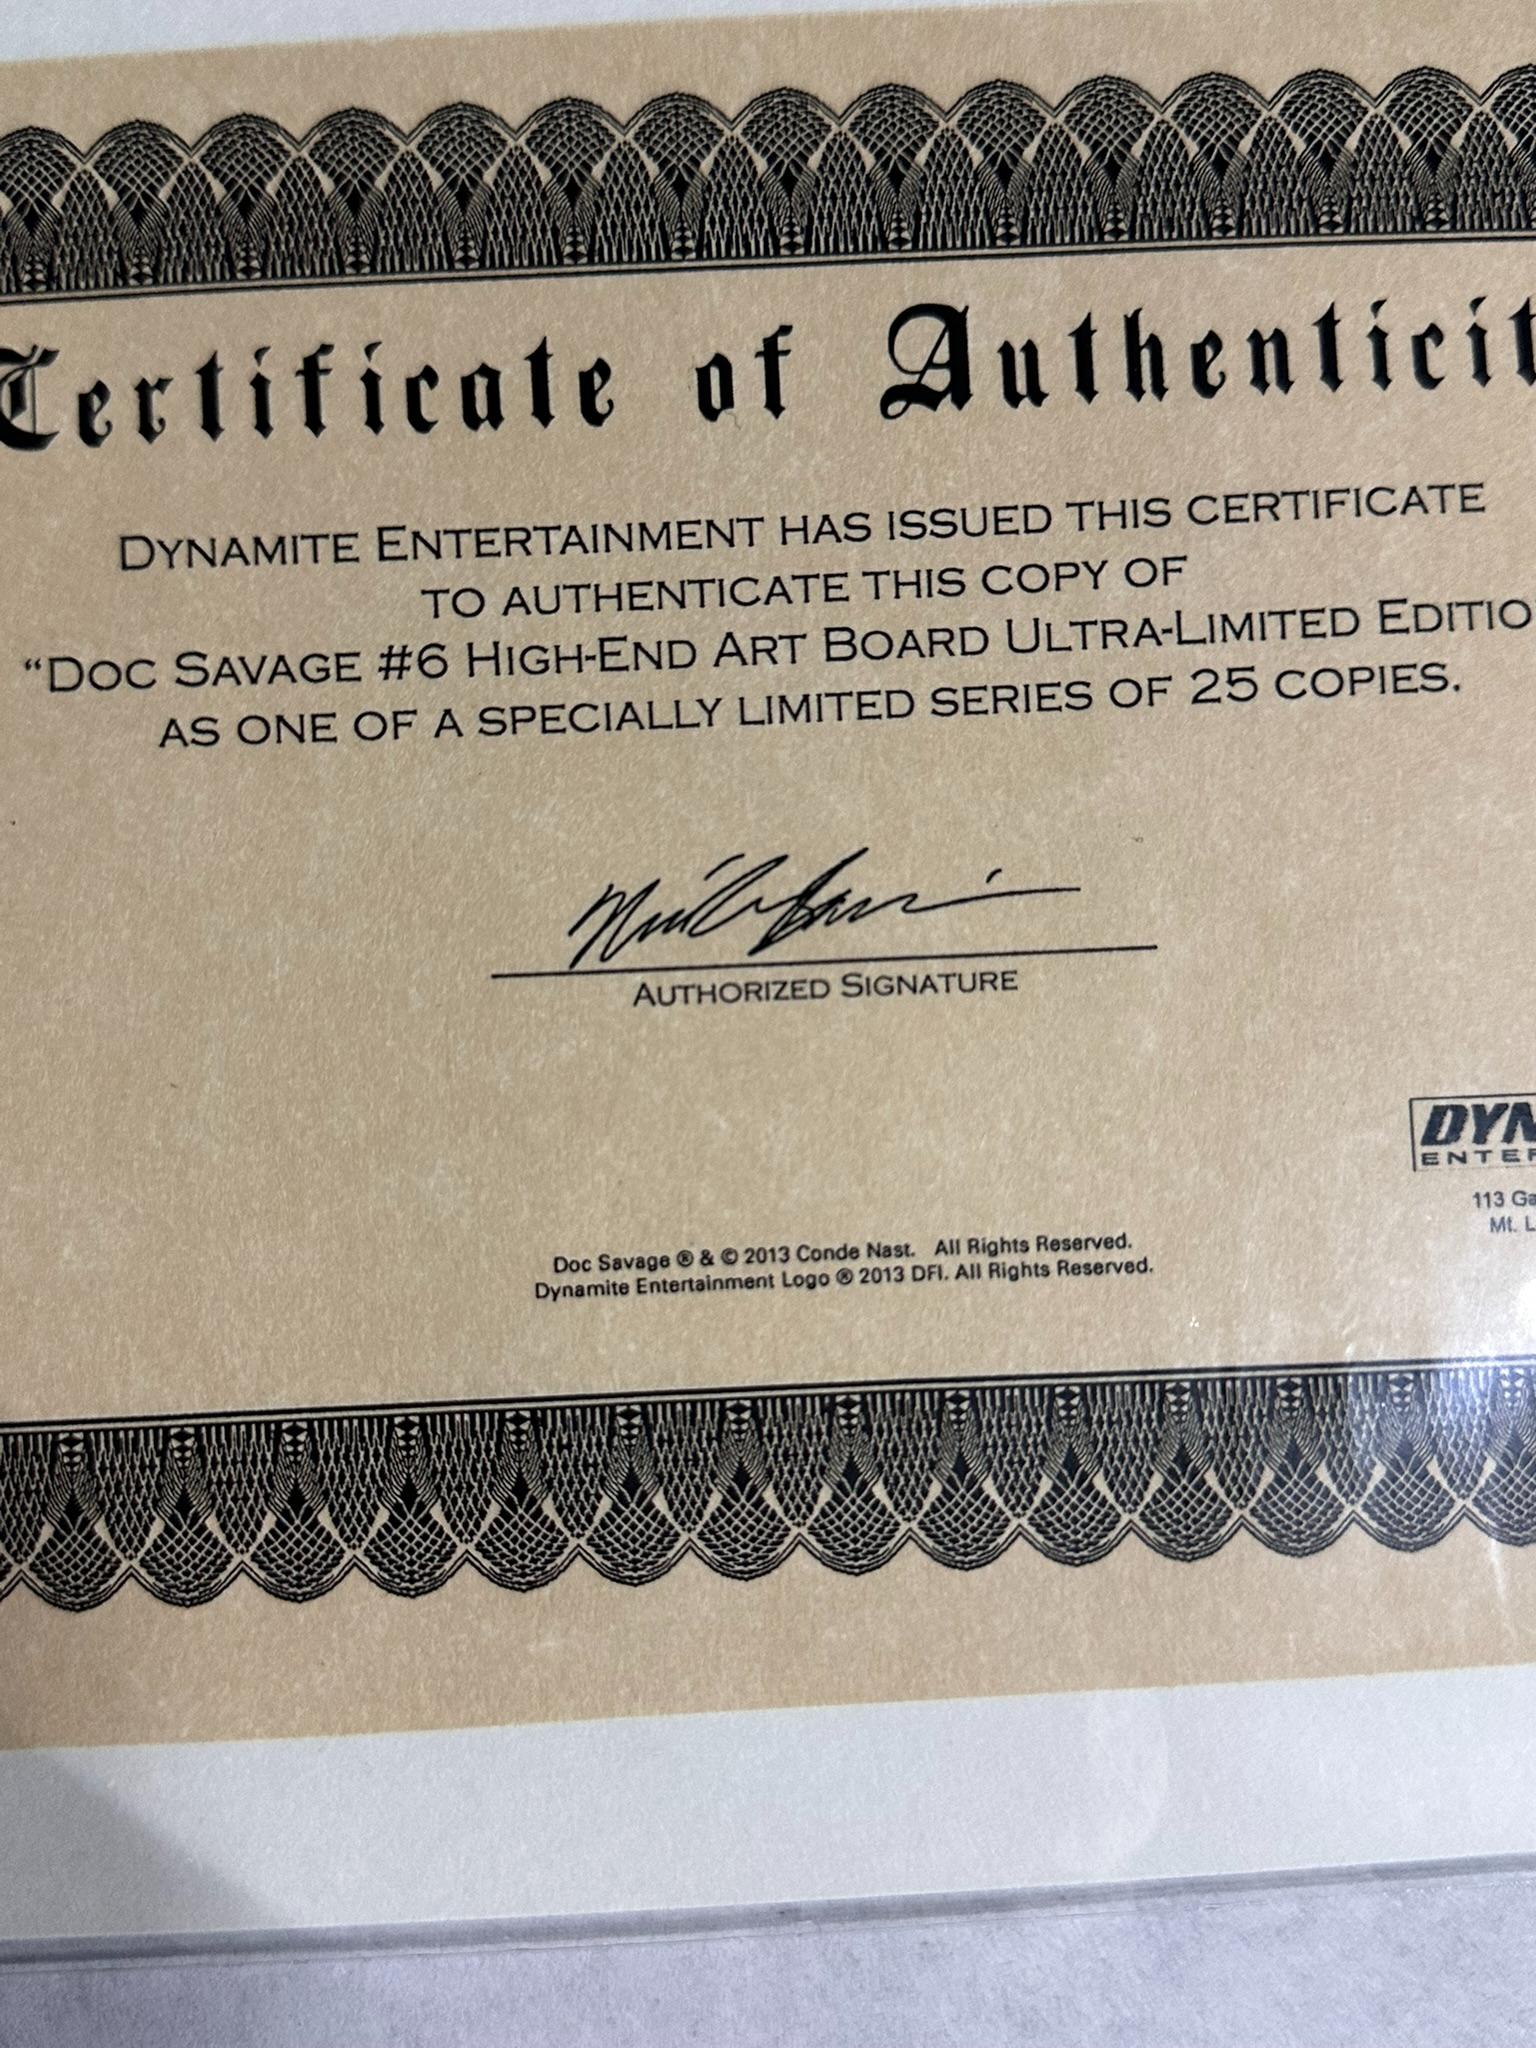 Certificate of Authenticit
DYNAMITE ENTERTAINMENT HAS ISSUED THIS CERTIFICATE
TO AUTHENTICATE THIS COPY OF
“DOC SAVAGE #6 HIGH-END ART BOARD ULTRA-LIMITED EDITIO
AS ONE OF A SPECIALLY LIMITED SERIES OF 25 COPIES.
AUTHORIZED SIGNATURE
DYN
ENTER
113 Ga
Mt. L
Doc Savage ® & © 2013 Conde Nast. All Rights Reserved.
Dynamite Entertainment Logo ® 2013 DFI. All Rights Reserved.